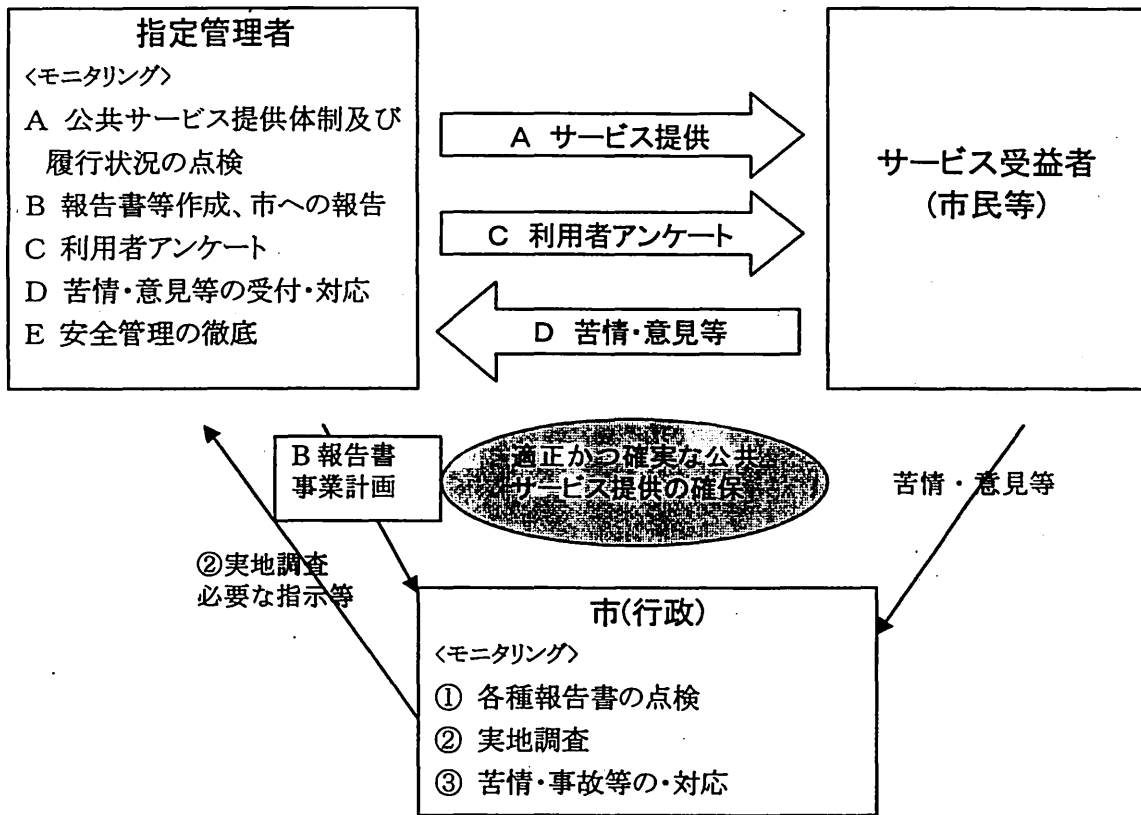 指定管理者
<モニタリング>
A 公共サービス提供体制及び
履行状況の点検
B 報告書等作成、市への報告
C 利用者アンケート
D 苦情・意見等の受付・対応
E 安全管理の徹底
A サービス提供
C 利用者アンケート
D 苦情・意見等
サービス受益者
(市民等)
B 報告書
事業計画
適正かつ確実な公共
サービス提供の確保
苦情・意見等
②実地調査
必要な指示等
市(行政)
<モニタリング>
① 各種報告書の点検
② 実地調査
③ 苦情・事故等の・対応